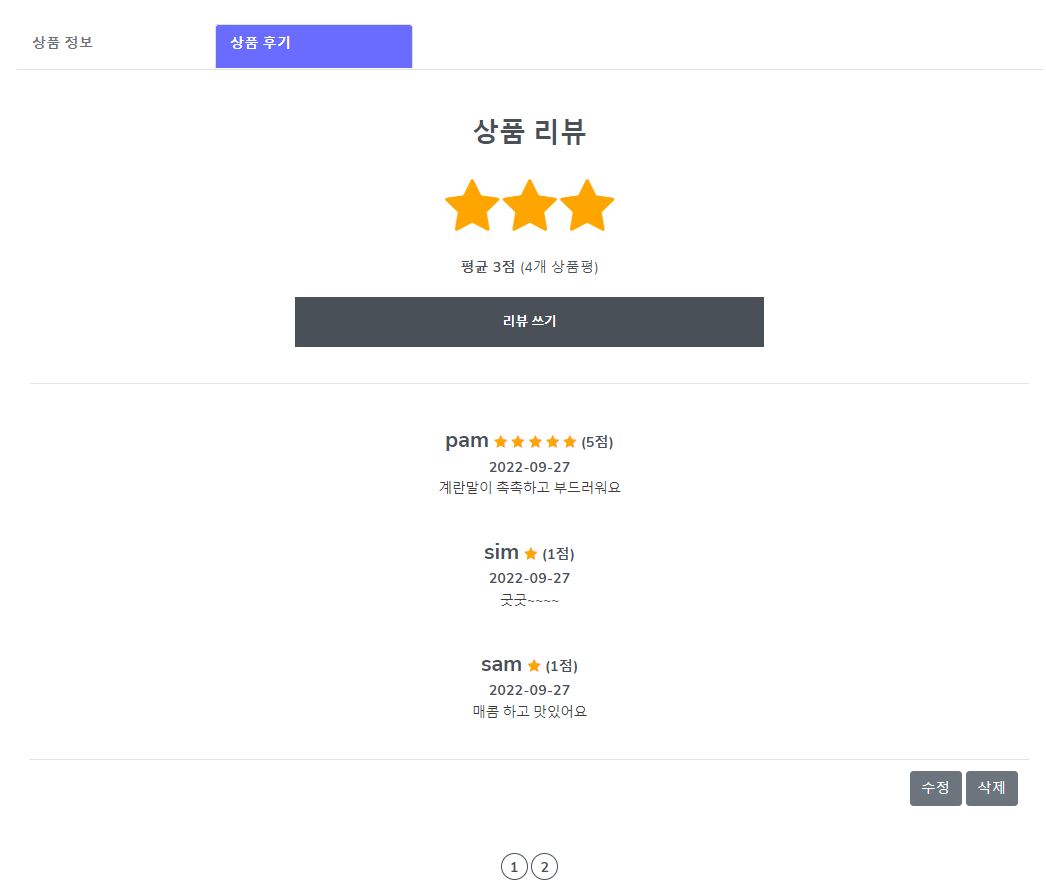 상품 정보
상품 후기
상품 리뷰
평균 3점 (4개 상품평)
리뷰 쓰기
pam (5점)
2022-09-27
계란말이 촉촉하고 부드러워요
sim (1점)
2022-09-27
굿굿~~~~
sam (1점)
2022-09-27
매콤 하고 맛있어요
수정 삭제
1 2